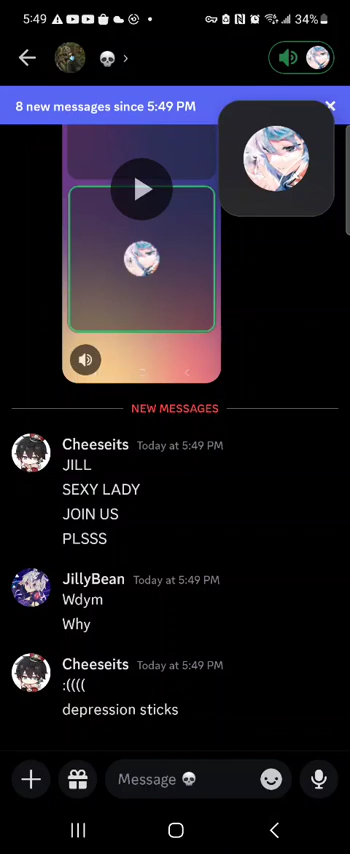 5:49
34%
8 new messages since 5:49 PM
NEW MESSAGES
Cheeseits Today at 5:49 PM
JILL
SEXY LADY
JOIN US
PLSSS
JillyBean Today at 5:49 PM
Wdym
Why
Cheeseits Today at 5:49 PM
:((((
depression sticks
Message 💀